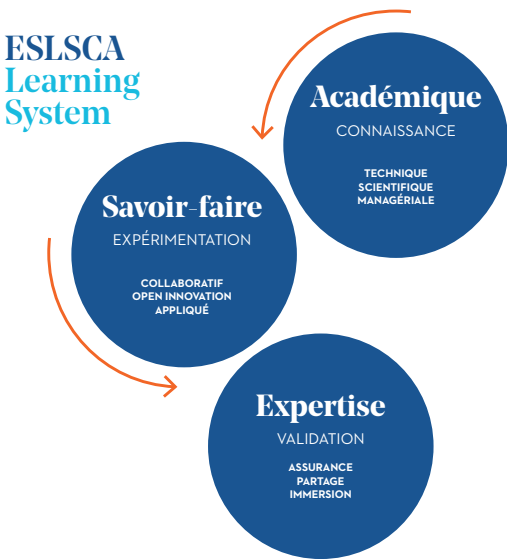 ESLSCA
Learning
System
Académique
CONNAISSANCE
TECHNIQUE
SCIENTIFIQUE
MANAGÉRIALE
Savoir-faire
EXPÉRIMENTATION
COLLABORATIF
OPEN INNOVATION
APPLIQUÉ
Expertise
VALIDATION
ASSURANCE
PARTAGE
IMMERSION